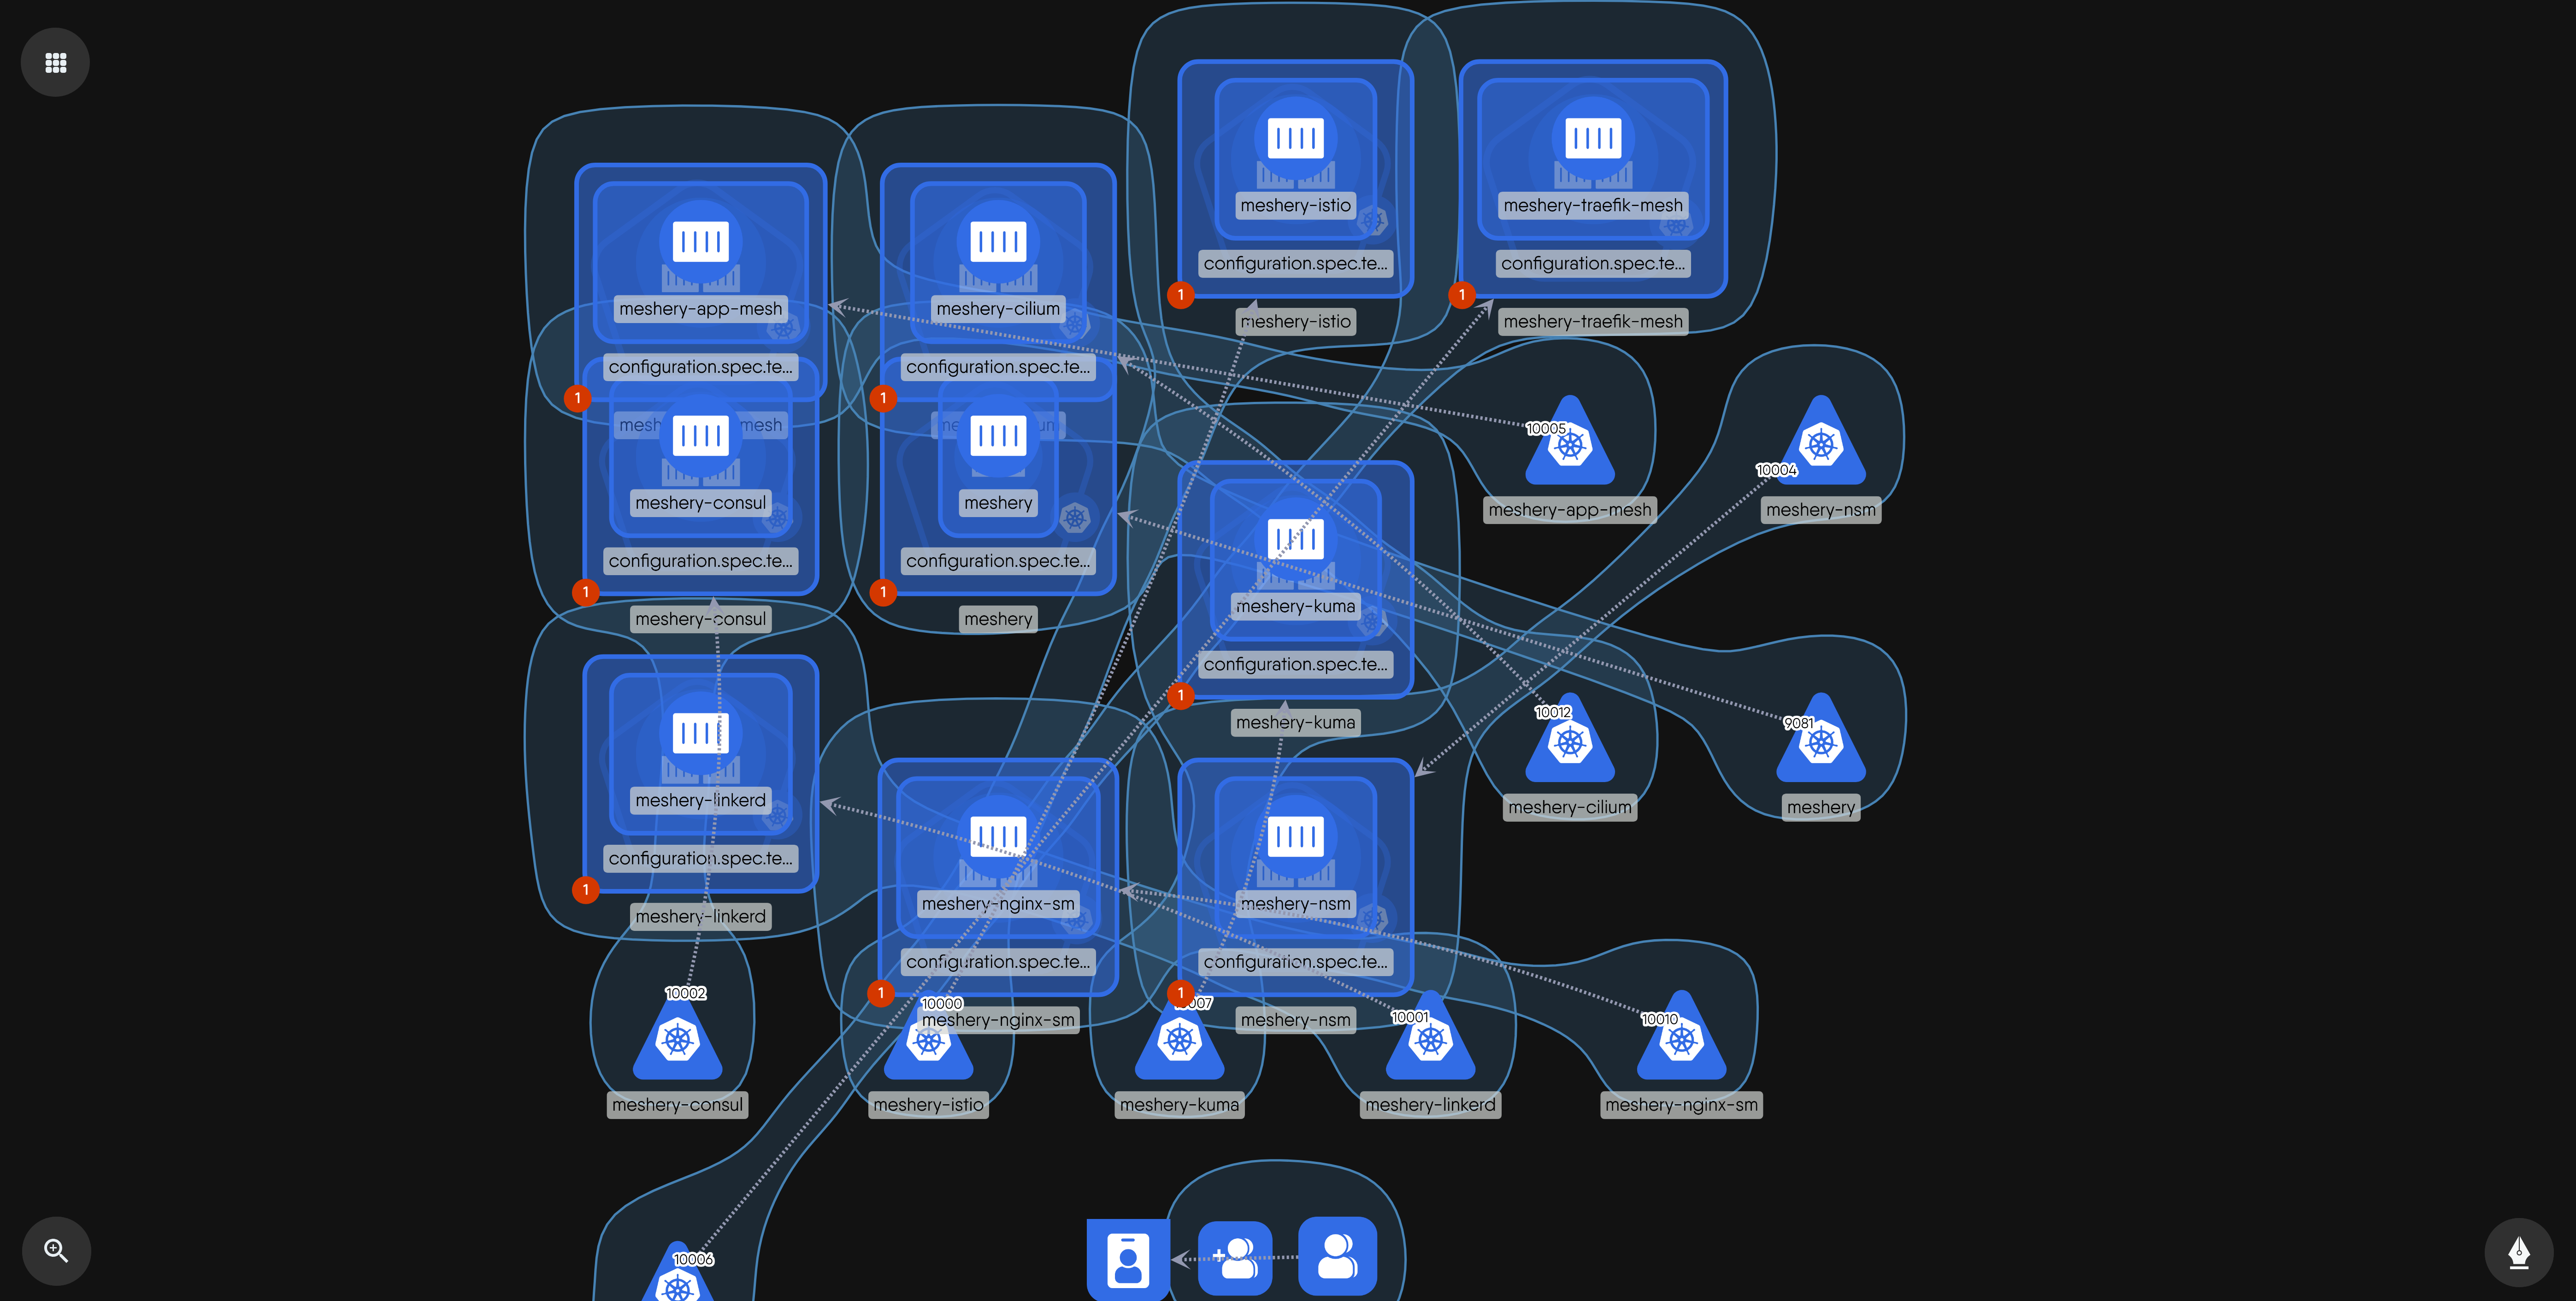 meshery-istio
configuration.spec.te...
1
meshery-istio
meshery-traefik-mesh
configuration.spec.te...
1
meshery-traefik-mesh
meshery-app-mesh
configuration.spec.te...
1
meshery-cilium
configuration.spec.te...
1
meshery-consul
configuration.spec.te...
1
meshery-consul
meshery
configuration.spec.te...
1
meshery
10005
meshery-app-mesh
10004
meshery-nsm
meshery-kuma
configuration.spec.te...
1
meshery-kuma
10012
meshery-cilium
9081
meshery
meshery-linkerd
configuration.spec.te...
1
meshery-linkerd
meshery-nginx-sm
configuration.spec.te...
1
meshery-nginx-sm
meshery-nsm
configuration.spec.te...
1
meshery-nsm
10002
meshery-consul
10000
meshery-istio
meshery-kuma
10001
meshery-linkerd
10010
meshery-nginx-sm
10006